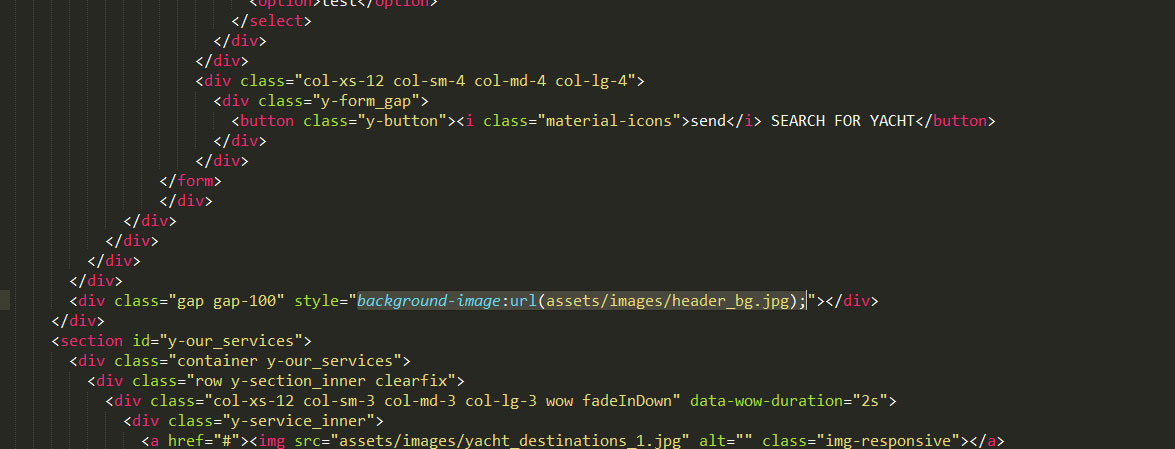 <option>test</option>
</select>
</div>
</div>
<div class="col-xs-12 col-sm-4 col-md-4 col-lg-4">
<div class="y-form_gap">
<button class="y-button"><i class="material-icons">send</i> SEARCH FOR YACHT</button>
</div>
</div>
</form>
</div>
</div>
</div>
</div>
</div>
<div class="gap gap-100" style="background-image:url(assets/images/header_bg.jpg);"></div>
</div>
<section id="y-our_services">
<div class="container y-our_services">
<div class="row y-section_inner clearfix">
<div class="col-xs-12 col-sm-3 col-md-3 col-lg-3 wow fadeInDown" data-wow-duration="2s">
<div class="y-service_inner">
<a href="#"><img src="assets/images/yacht_destinations_1.jpg" alt="" class="img-responsive"></a>